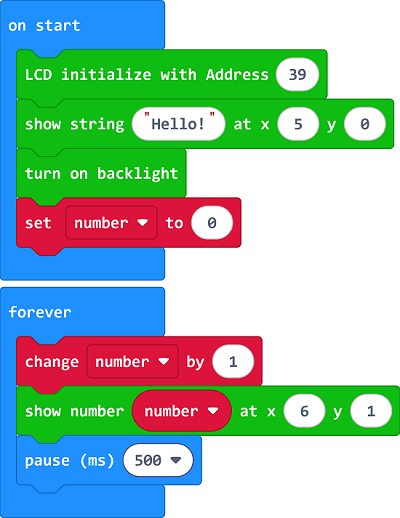 on start
LCD initialize with Address 39
show string "Hello!" at x 5 y 0
turn on backlight
set number to 0
forever
change number by 1
show number number at x 6 y 1
pause (ms) 500